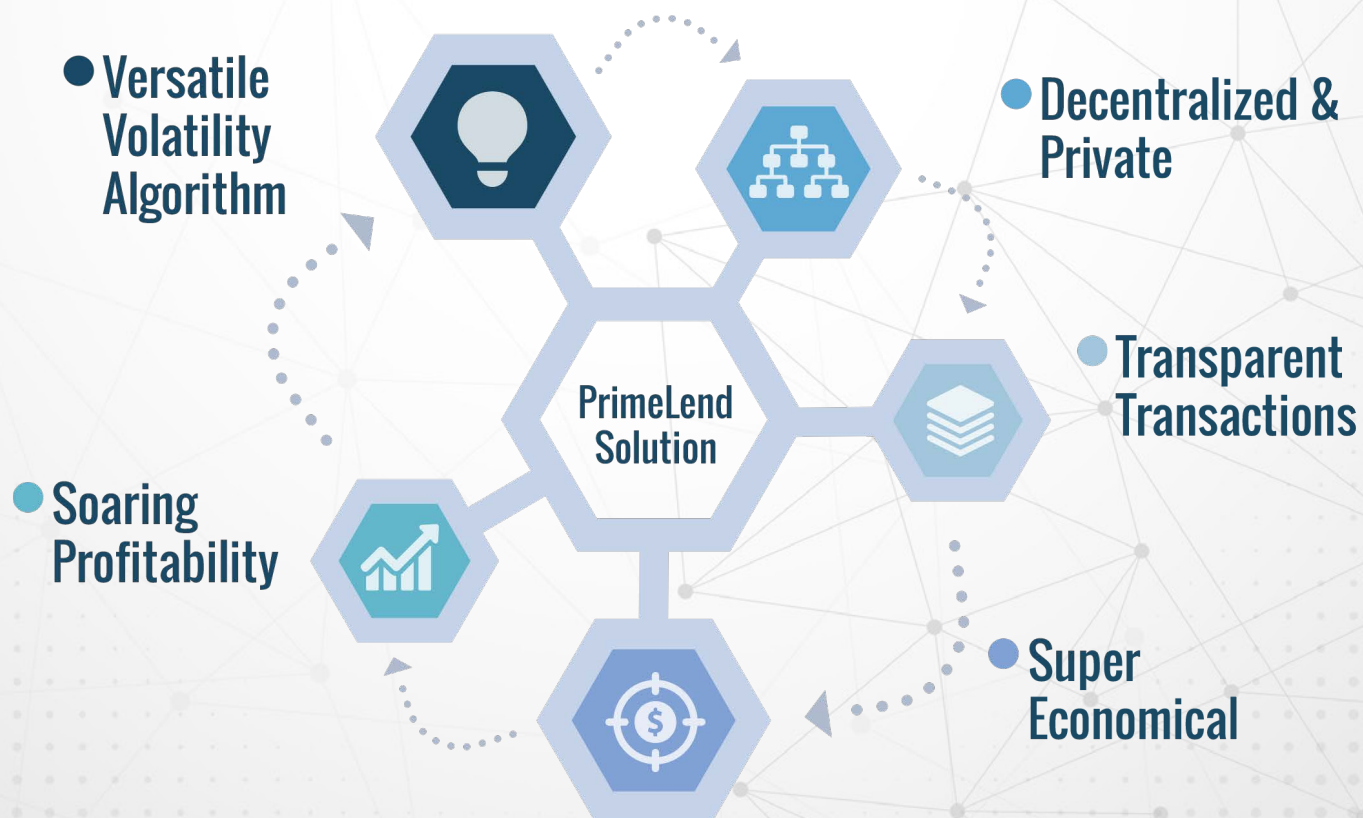 Versatile
Volatility
Algorithm
Decentralized &
Private
Transparent
Transactions
PrimeLend
Solution
Soaring
Profitability
$
Super
Economical